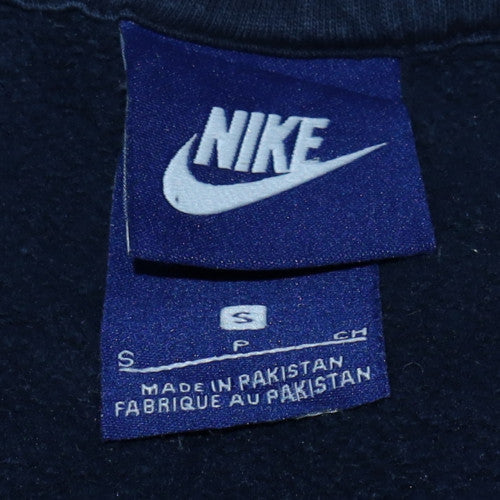 NIKE
S
S P CH
MADE IN PAKISTAN
FABRIQUE AU PAKISTAN